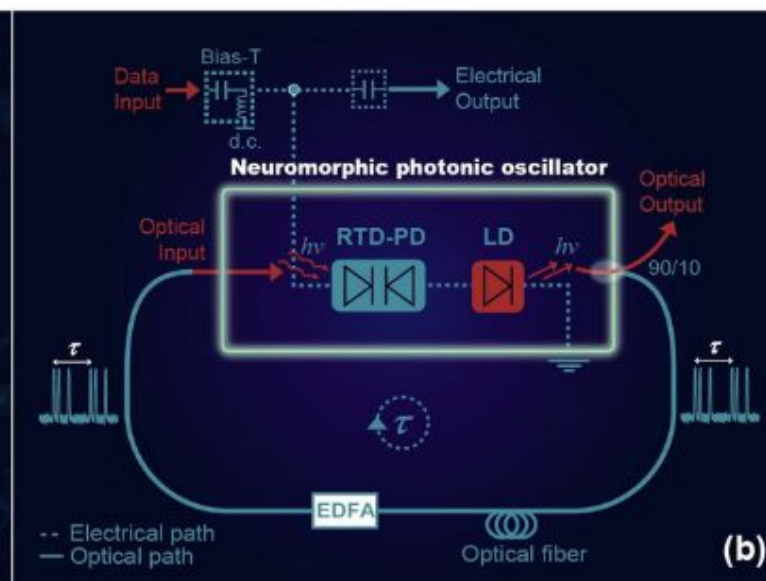 Bias-T
Data
Input
Electrical
Output
d.c.
Neuromorphic photonic oscillator
Optical
Output
Optical
Input
hν
RTD-PD
LD
hν
90/10
τ
τ
τ
EDFA
Optical fiber
-- Electrical path
— Optical path
(b)